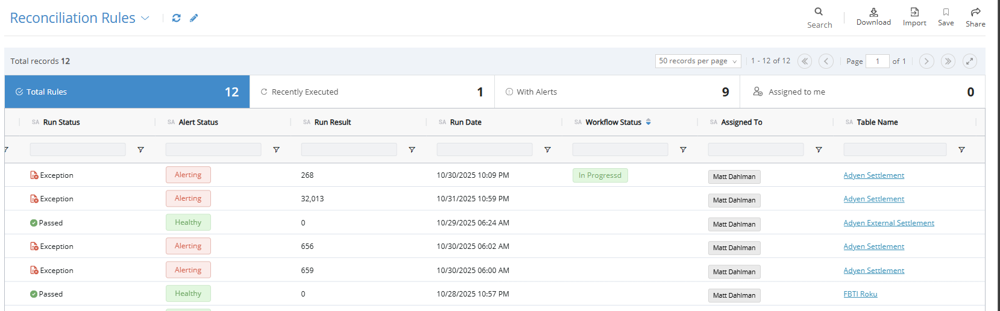 Reconciliation Rules
Search
Download
Import
Save
Share
Total records 12
50 records per page
1 - 12 of 12
Page 1 of 1
Total Rules 12
Recently Executed 1
With Alerts 9
Assigned to me 0
SA Run Status SA Alert Status SA Run Result SA Run Date SA Workflow Status SA Assigned To SA Table Name
Exception Alerting 268 10/30/2025 10:09 PM In Progressd Matt Dahlman Adyen Settlement
Exception Alerting 32,013 10/31/2025 10:59 PM Matt Dahlman Adyen Settlement
Passed Healthy 0 10/29/2025 06:24 AM Matt Dahlman Adyen External Settlement
Exception Alerting 656 10/30/2025 06:02 AM Matt Dahlman Adyen Settlement
Exception Alerting 659 10/30/2025 06:00 AM Matt Dahlman Adyen Settlement
Passed Healthy 0 10/28/2025 10:57 PM Matt Dahlman FBTI Roku